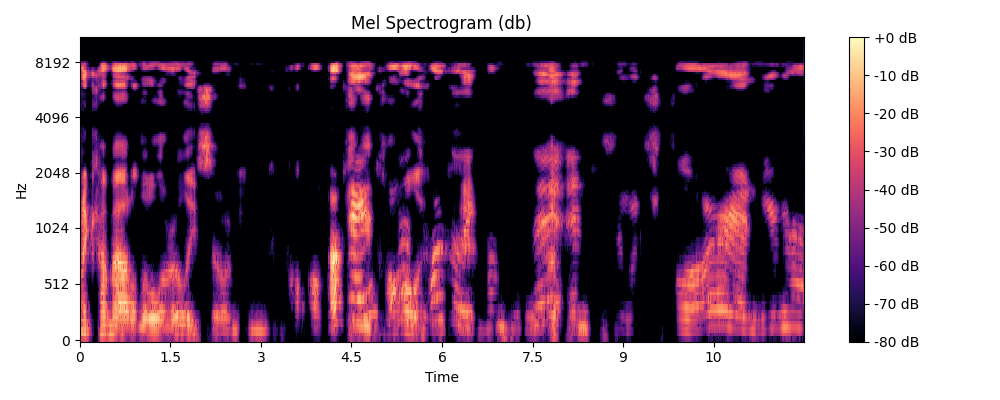 Mel Spectrogram (db)
8192
4096
2048
1024
512
0
Hz
0 1.5 3 4.5 6 7.5 9 10
Time
+0 dB
-10 dB
-20 dB
-30 dB
-40 dB
-50 dB
-60 dB
-70 dB
-80 dB